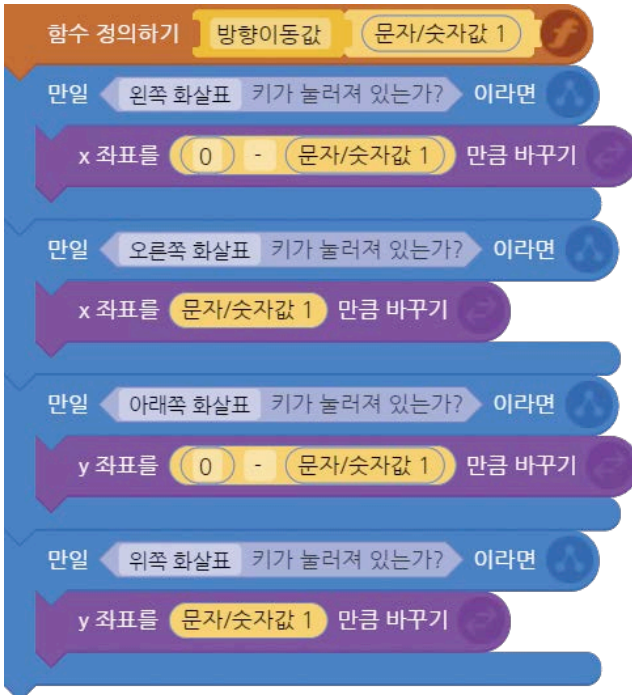 함수 정의하기 방향이동값 문자/숫자값 1 f
만일 왼쪽 화살표 키가 눌러져 있는가? 이라면
x 좌표를 0 - 문자/숫자값 1 만큼 바꾸기
만일 오른쪽 화살표 키가 눌러져 있는가? 이라면
x 좌표를 문자/숫자값 1 만큼 바꾸기
만일 아래쪽 화살표 키가 눌러져 있는가? 이라면
y 좌표를 0 - 문자/숫자값 1 만큼 바꾸기
만일 위쪽 화살표 키가 눌러져 있는가? 이라면
y 좌표를 문자/숫자값 1 만큼 바꾸기